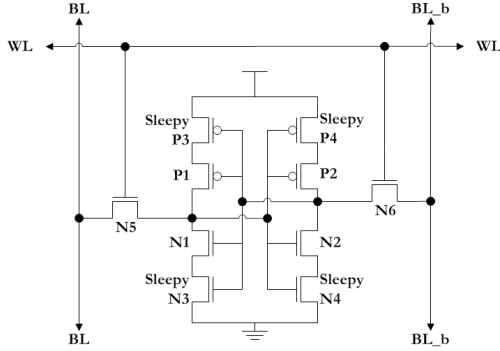 BL
BL_b
WL
WL
Sleepy
P3
Sleepy
P4
P1
P2
N5
N6
N1
N2
Sleepy
N3
Sleepy
N4
BL
BL_b